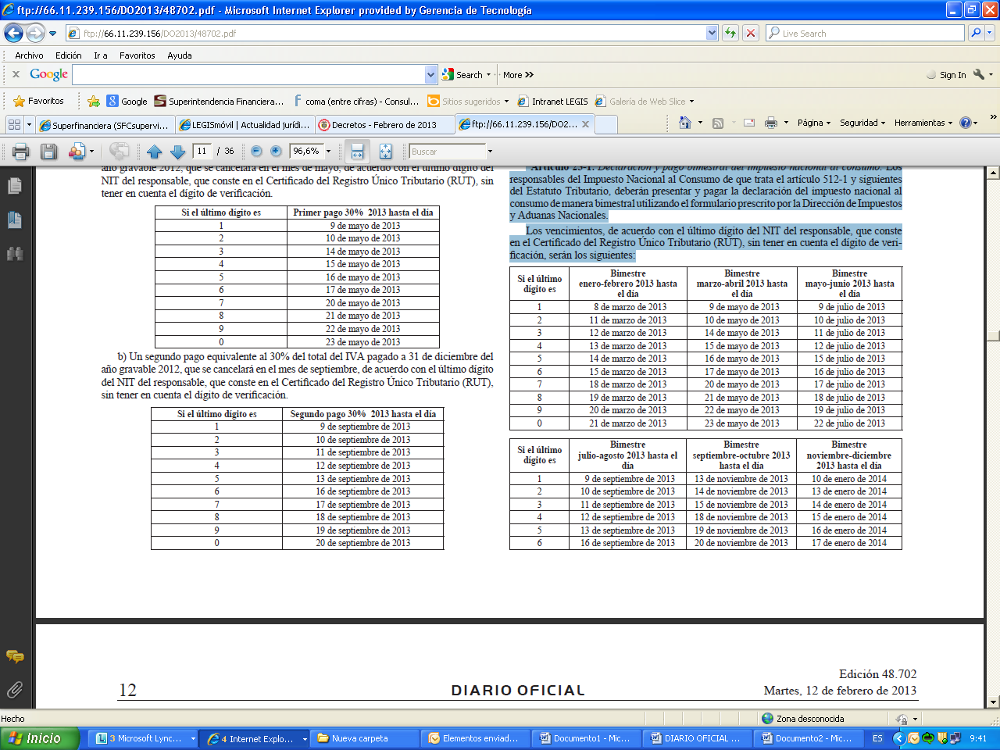 ftp://66.11.239.156/DO2013/48702.pdf - Microsoft Internet Explorer provided by Gerencia de Tecnología
ftp://66.11.239.156/DO2013/48702.pdf
Live Search
Archivo Edición Ir a Favoritos Ayuda
x Google Search More >> Sign In
Favoritos Google Superintendencia Financiera... coma (entre cifras) - Consul... Sitios sugeridos Intranet LEGIS Galería de Web Slice
Superfinanciera (SFCsupervi... LEGISmóvil | Actualidad jurídi... Decretos - Febrero de 2013 ftp://66.11.239.156/DO2... X Página Seguridad Herramientas
11 / 36 96,6% Buscar
año gravable 2012, que se cancelará en el mes de mayo, de acuerdo con el último dígito del
NIT del responsable, que conste en el Certificado del Registro Único Tributario (RUT), sin
tener en cuenta el dígito de verificación.
Si el último dígito es Primer pago 30% 2013 hasta el día
1 9 de mayo de 2013
2 10 de mayo de 2013
3 14 de mayo de 2013
4 15 de mayo de 2013
5 16 de mayo de 2013
6 17 de mayo de 2013
7 20 de mayo de 2013
8 21 de mayo de 2013
9 22 de mayo de 2013
0 23 de mayo de 2013
b) Un segundo pago equivalente al 30% del total del IVA pagado a 31 de diciembre del
año gravable 2012, que se cancelará en el mes de septiembre, de acuerdo con el último dígito
del NIT del responsable, que conste en el Certificado del Registro Único Tributario (RUT),
sin tener en cuenta el dígito de verificación.
Si el último dígito es Segundo pago 30% 2013 hasta el día
1 9 de septiembre de 2013
2 10 de septiembre de 2013
3 11 de septiembre de 2013
4 12 de septiembre de 2013
5 13 de septiembre de 2013
6 16 de septiembre de 2013
7 17 de septiembre de 2013
8 18 de septiembre de 2013
9 19 de septiembre de 2013
0 20 de septiembre de 2013
Artículo 23-1. Declaración y pago bimestral del impuesto nacional al consumo. Los
responsables del Impuesto Nacional al Consumo de que trata el artículo 512-1 y siguientes
del Estatuto Tributario, deberán presentar y pagar la declaración del impuesto nacional al
consumo de manera bimestral utilizando el formulario prescrito por la Dirección de Impuestos
y Aduanas Nacionales.
Los vencimientos, de acuerdo con el último dígito del NIT del responsable, que conste
en el Certificado del Registro Único Tributario (RUT), sin tener en cuenta el dígito de veri-
ficación, serán los siguientes:
Si el último Bimestre Bimestre Bimestre
dígito es enero-febrero 2013 hasta marzo-abril 2013 hasta mayo-junio 2013 hasta
el día el día el día
1 8 de marzo de 2013 9 de mayo de 2013 9 de julio de 2013
2 11 de marzo de 2013 10 de mayo de 2013 10 de julio de 2013
3 12 de marzo de 2013 14 de mayo de 2013 11 de julio de 2013
4 13 de marzo de 2013 15 de mayo de 2013 12 de julio de 2013
5 14 de marzo de 2013 16 de mayo de 2013 15 de julio de 2013
6 15 de marzo de 2013 17 de mayo de 2013 16 de julio de 2013
7 18 de marzo de 2013 20 de mayo de 2013 17 de julio de 2013
8 19 de marzo de 2013 21 de mayo de 2013 18 de julio de 2013
9 20 de marzo de 2013 22 de mayo de 2013 19 de julio de 2013
0 21 de marzo de 2013 23 de mayo de 2013 22 de julio de 2013
Si el último Bimestre Bimestre Bimestre
dígito es julio-agosto 2013 hasta el septiembre-octubre 2013 noviembre-diciembre
día hasta el día 2013 hasta el día
1 9 de septiembre de 2013 13 de noviembre de 2013 10 de enero de 2014
2 10 de septiembre de 2013 14 de noviembre de 2013 13 de enero de 2014
3 11 de septiembre de 2013 15 de noviembre de 2013 14 de enero de 2014
4 12 de septiembre de 2013 18 de noviembre de 2013 15 de enero de 2014
5 13 de septiembre de 2013 19 de noviembre de 2013 16 de enero de 2014
6 16 de septiembre de 2013 20 de noviembre de 2013 17 de enero de 2014
Edición 48.702
12 DIARIO OFICIAL Martes, 12 de febrero de 2013
Hecho Zona desconocida
Inicio 3 Microsoft Lync... 4 Internet Explo... Nueva carpeta Elementos enviad... Documento1 - Mic... DIARIO OFICIAL ... Documento2 - Mic... ES 9:41